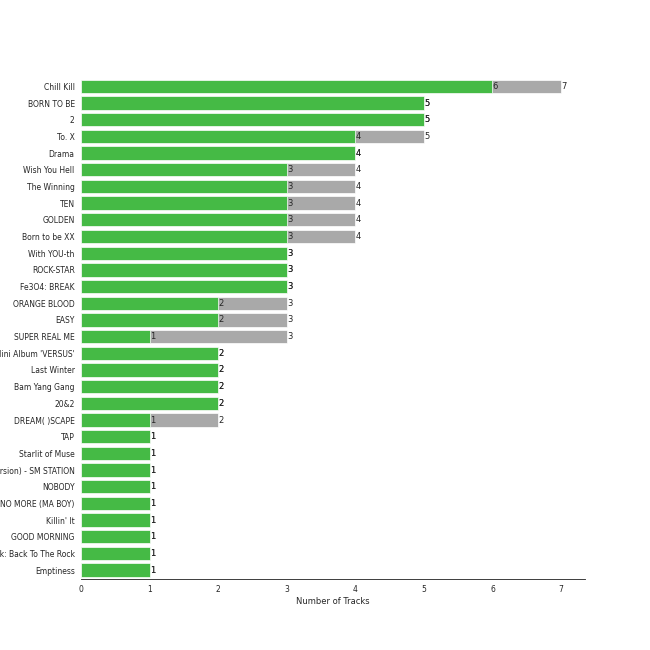 Chill Kill 6 7
BORN TO BE 5
2 5
To. X 4 5
Drama 4
Wish You Hell 3 4
The Winning 3 4
TEN 3 4
GOLDEN 3 4
Born to be XX 3 4
With YOU-th 3
ROCK-STAR 3
Fe3O4: BREAK 3
ORANGE BLOOD 2 3
EASY 2 3
SUPER REAL ME 1 3
Album 'VERSUS' 2
Last Winter 2
Bam Yang Gang 2
20&2 2
DREAM( )SCAPE 1 2
TAP 1
Starlit of Muse 1
rsion) - SM STATION 1
NOBODY 1
NO MORE (MA BOY) 1
Killin' It 1
GOOD MORNING 1
k: Back To The Rock 1
Emptiness 1
0 1 2 3 4 5 6 7
Number of Tracks